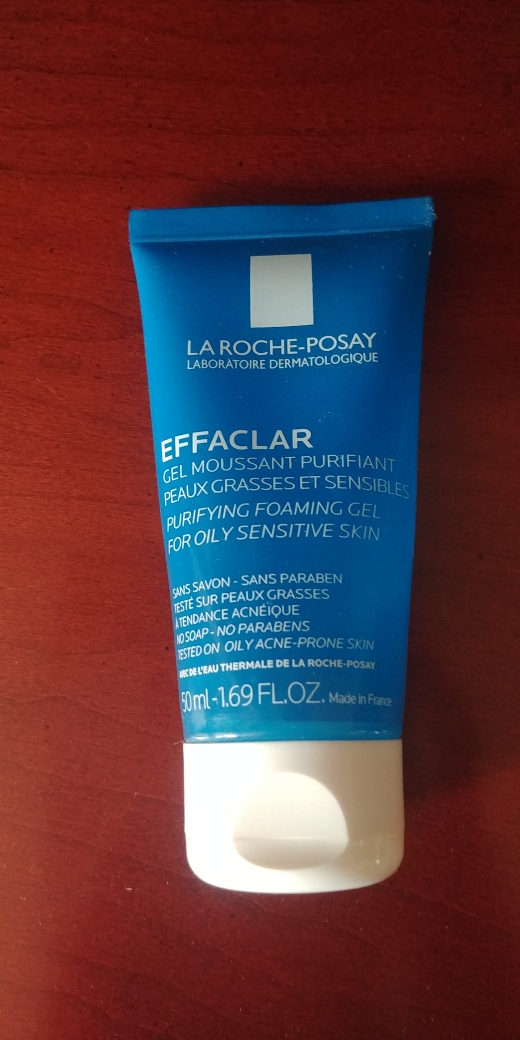 LA ROCHE-POSAY
LABORATOIRE DERMATOLOGIQUE
EFFACLAR
GEL MOUSSANT PURIFIANT
PEAUX GRASSES ET SENSIBLES
PURIFYING FOAMING GEL
FOR OILY SENSITIVE SKIN
SANS SAVON - SANS PARABEN
TESTÉ SUR PEAUX GRASSES
À TENDANCE ACNÉIQUE
NO SOAP - NO PARABENS
TESTED ON OILY ACNE-PRONE SKIN
AVEC DE L'EAU THERMALE DE LA ROCHE-POSAY
50 ml - 1.69 FL.OZ. Made in France